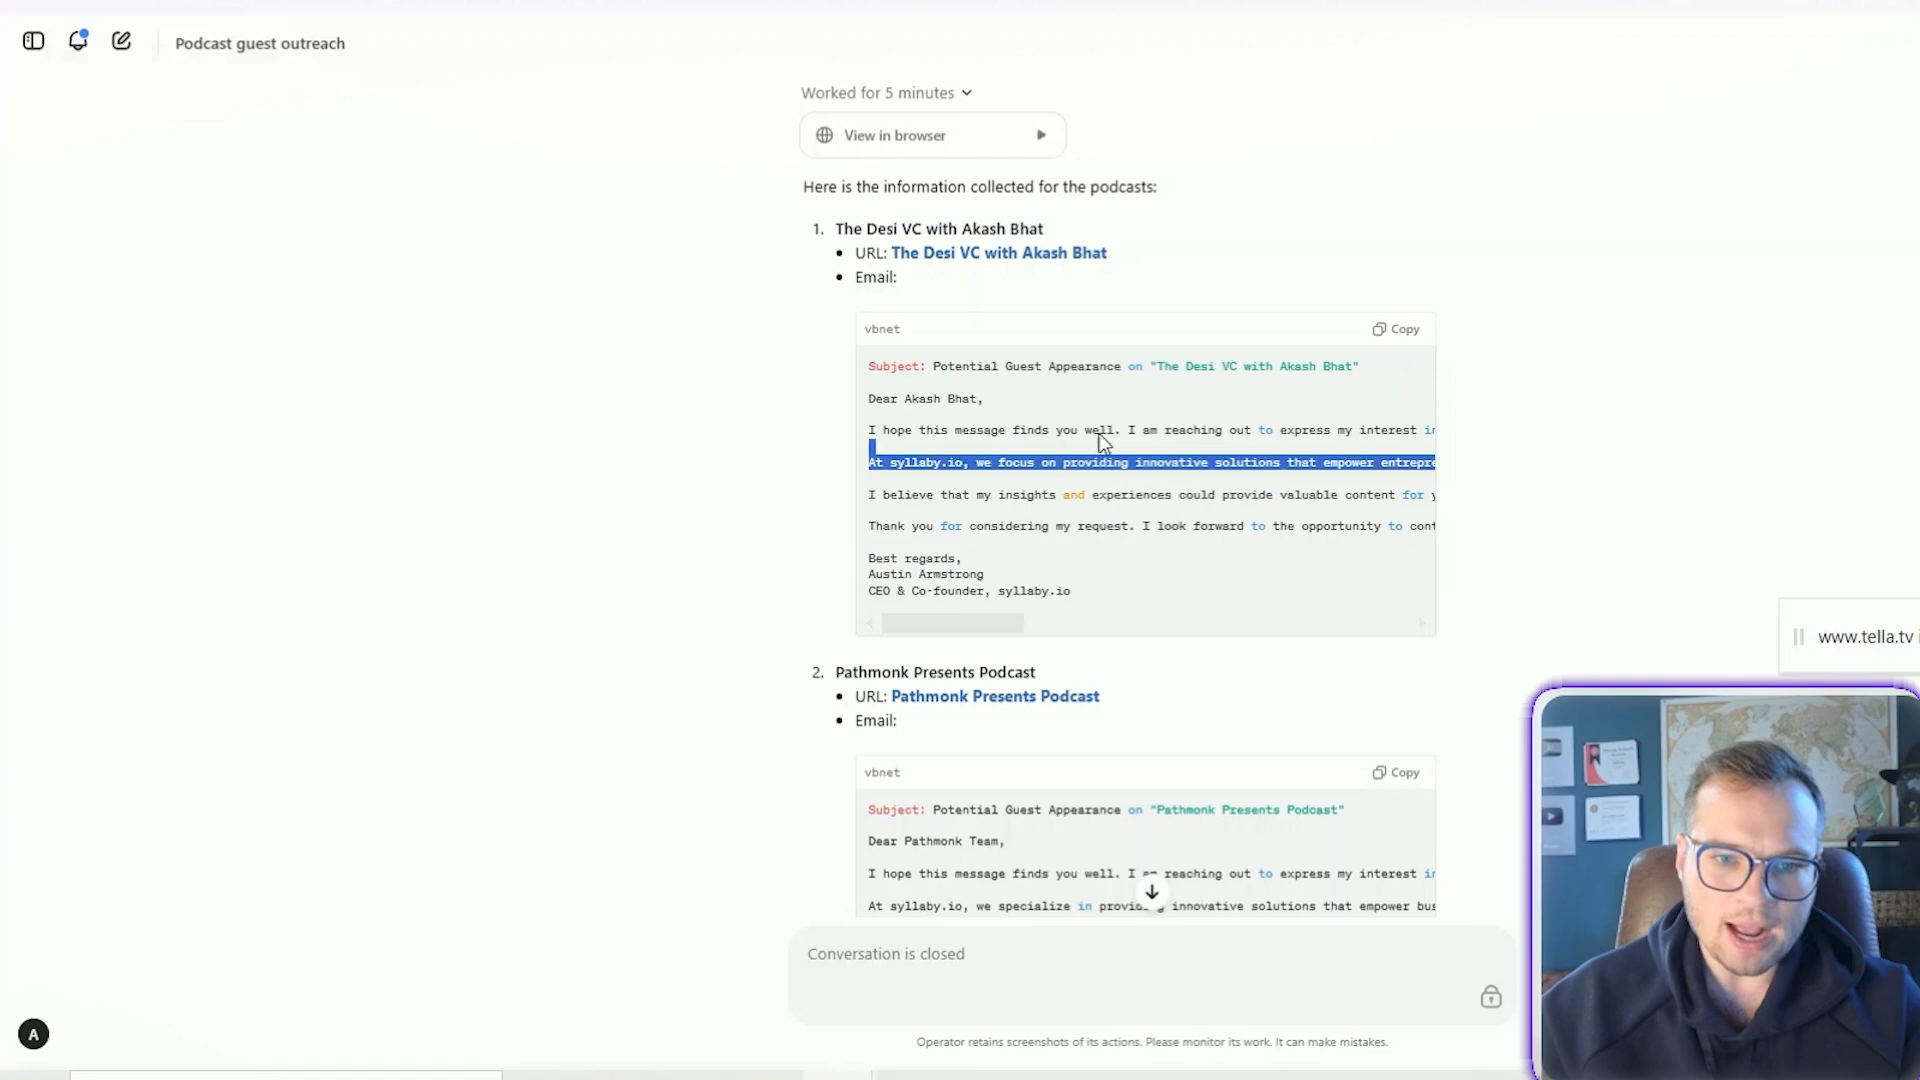 Podcast guest outreach
Worked for 5 minutes
View in browser
Here is the information collected for the podcasts:
1. The Desi VC with Akash Bhat
• URL: The Desi VC with Akash Bhat
• Email:
vbnet
Copy
Subject: Potential Guest Appearance on "The Desi VC with Akash Bhat"
Dear Akash Bhat,
I hope this message finds you well. I am reaching out to express my interest in
At syllaby.io, we focus on providing innovative solutions that empower entrepre
I believe that my insights and experiences could provide valuable content for y
Thank you for considering my request. I look forward to the opportunity to cont
Best regards,
Austin Armstrong
CEO & Co-founder, syllaby.io
2. Pathmonk Presents Podcast
• URL: Pathmonk Presents Podcast
• Email:
vbnet
Copy
Subject: Potential Guest Appearance on "Pathmonk Presents Podcast"
Dear Pathmonk Team,
I hope this message finds you well. I reaching out to express my interest in
At syllaby.io, we specialize in innovative solutions that empower bus
Conversation is closed
Operator retains screenshots of its actions. Please monitor its work. It can make mistakes.
A
www.tella.tv